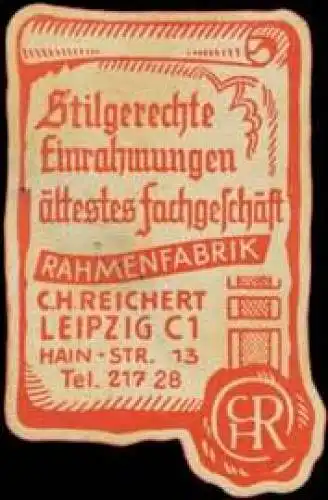 Stilgerechte
Einrahmungen
ältestes Fachgeschäft
RAHMENFABRIK
C.H. REICHERT
LEIPZIG C1
HAIN-STR. 13
Tel. 217 28
CHR